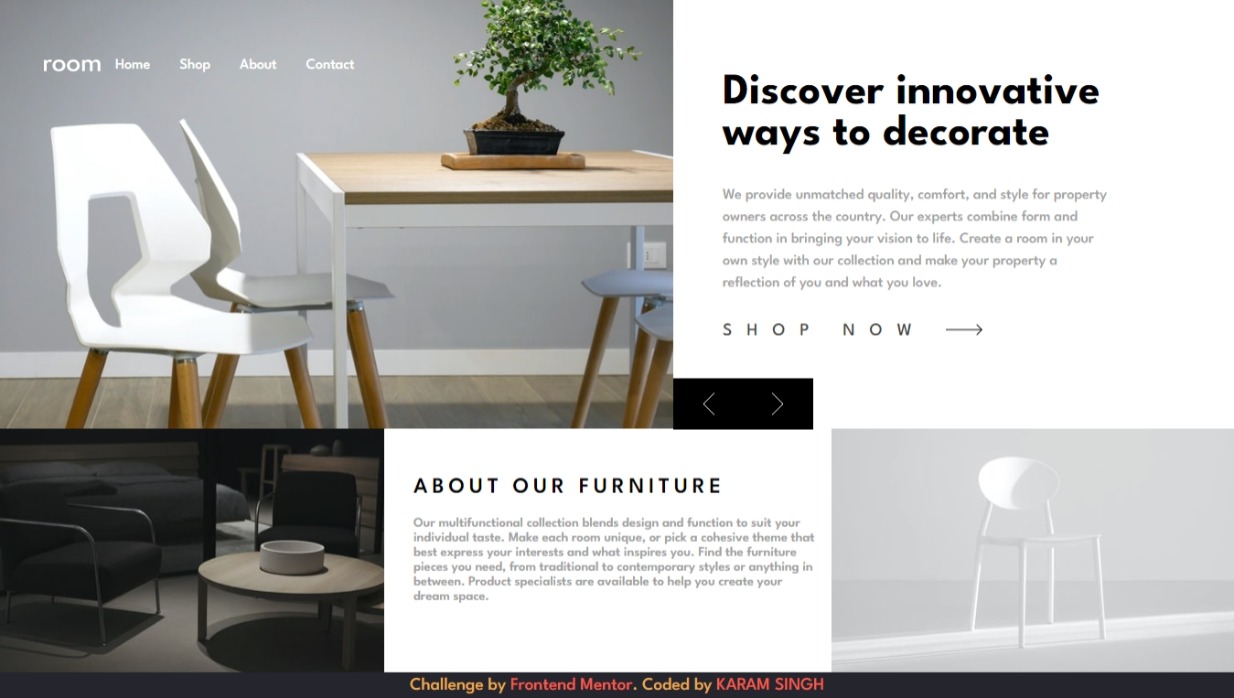 room Home Shop About Contact
Discover innovative
ways to decorate
We provide unmatched quality, comfort, and style for property
owners across the country. Our experts combine form and
function in bringing your vision to life. Create a room in your
own style with our collection and make your property a
reflection of you and what you love.
SHOP NOW
ABOUT OUR FURNITURE
Our multifunctional collection blends design and function to suit your
individual taste. Make each room unique, or pick a cohesive theme that
best express your interests and what inspires you. Find the furniture
pieces you need, from traditional to contemporary styles or anything in
between. Product specialists are available to help you create your
dream space.
Challenge by Frontend Mentor. Coded by KARAM SINGH